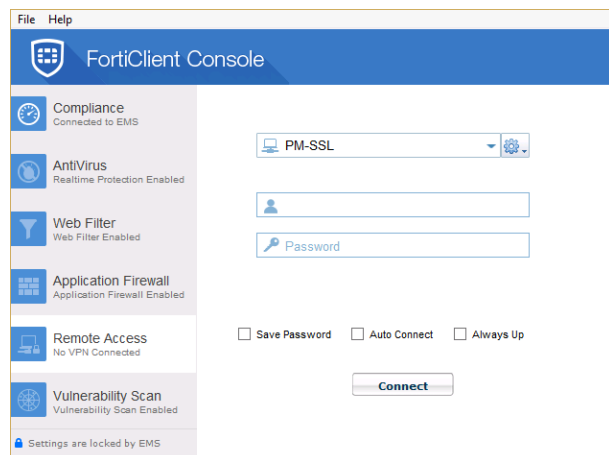 File Help
FortiClient Console
Compliance
Connected to EMS
AntiVirus
Realtime Protection Enabled
Web Filter
Web Filter Enabled
Application Firewall
Application Firewall Enabled
Remote Access
No VPN Connected
Vulnerability Scan
Vulnerability Scan Enabled
Settings are locked by EMS
PM-SSL
Password
Save Password Auto Connect Always Up
Connect